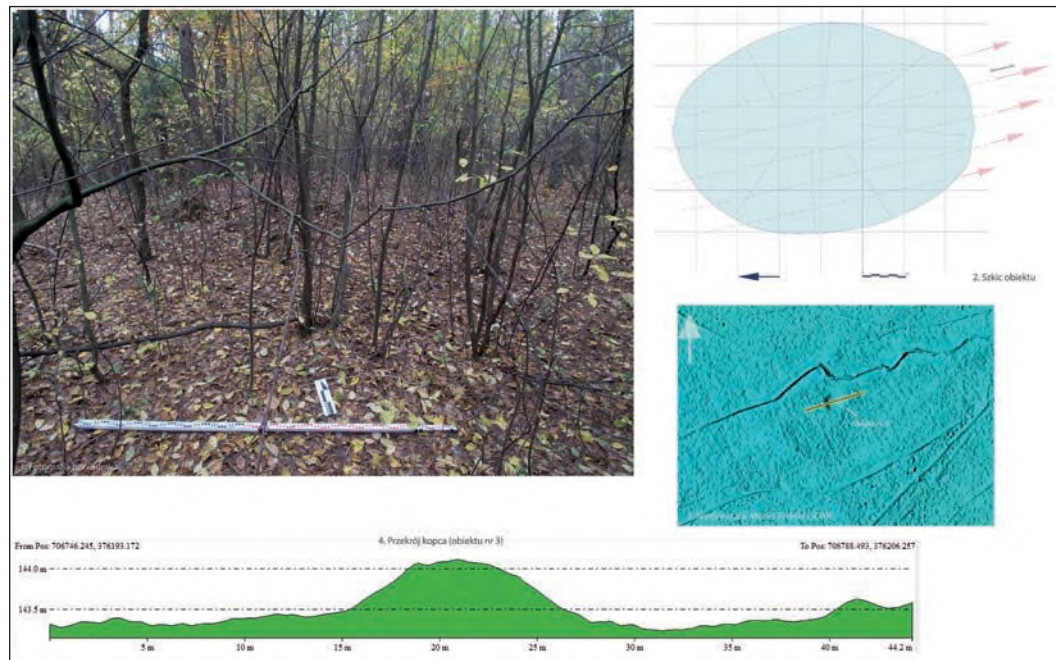 2. Szkic obiektu
4. Przekrój kopca (obiektu nr 3)
From Pos: 706746.245, 376193.172
To Pos: 706788.493, 376206.257
144.0 m
143.5 m
5 m
10 m
15 m
20 m
25 m
30 m
35 m
40 m
44.2 m